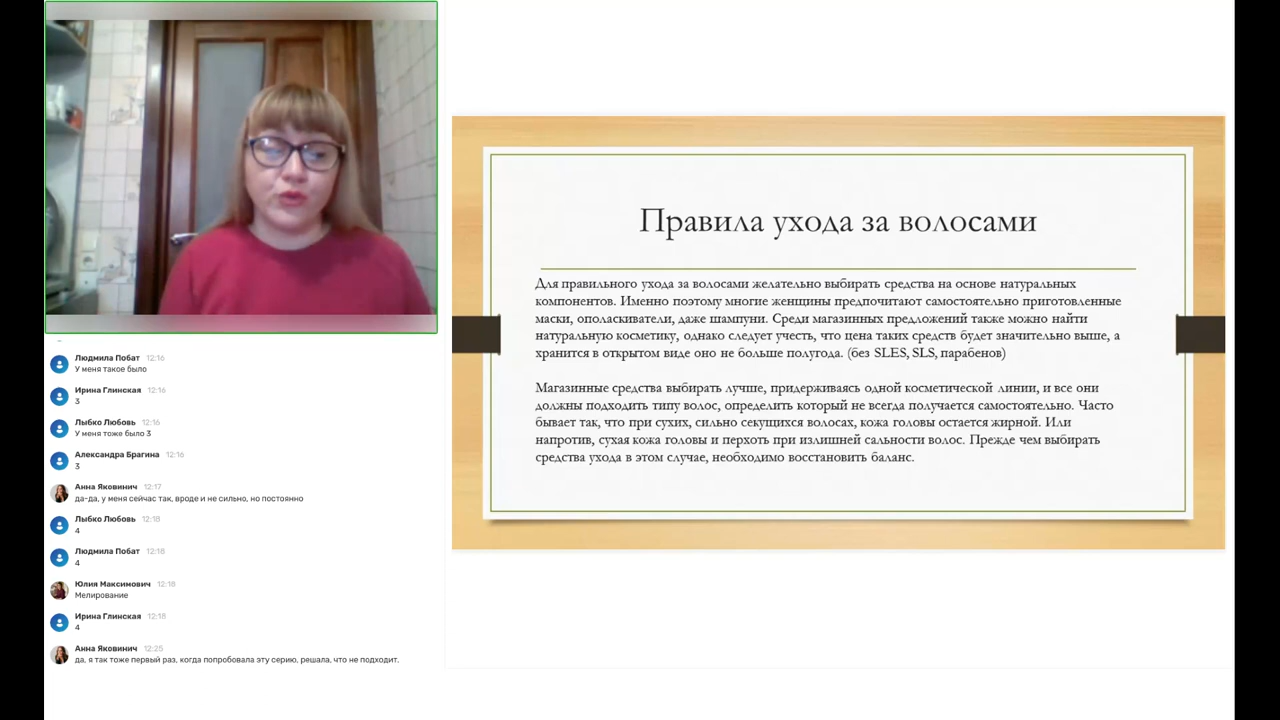 Людмила Побат 12:16
У меня такое было
Ирина Глинская 12:16
3
Лыбко Любовь 12:16
У меня тоже было 3
Александра Брагина 12:16
3
Анна Яковинич 12:17
да-да, у меня сейчас так, вроде и не сильно, но постоянно
Лыбко Любовь 12:18
4
Людмила Побат 12:18
4
Юлия Максимович 12:18
Мелирование
Ирина Глинская 12:18
4
Анна Яковинич 12:25
да, я так тоже первый раз, когда попробовала эту серию, решала, что не подходит.
Правила ухода за волосами
Для правильного ухода за волосами желательно выбирать средства на основе натуральных
компонентов. Именно поэтому многие женщины предпочитают самостоятельно приготовленные
маски, ополаскиватели, даже шампуни. Среди магазинных предложений также можно найти
натуральную косметику, однако следует учесть, что цена таких средств будет значительно выше, а
хранится в открытом виде оно не больше полугода. (без SLES, SLS, парабенов)
Магазинные средства выбирать лучше, придерживаясь одной косметической линии, и все они
должны подходить типу волос, определить который не всегда получается самостоятельно. Часто
бывает так, что при сухих, сильно секущихся волосах, кожа головы остается жирной. Или
напротив, сухая кожа головы и перхоть при излишней сальности волос. Прежде чем выбирать
средства ухода в этом случае, необходимо восстановить баланс.